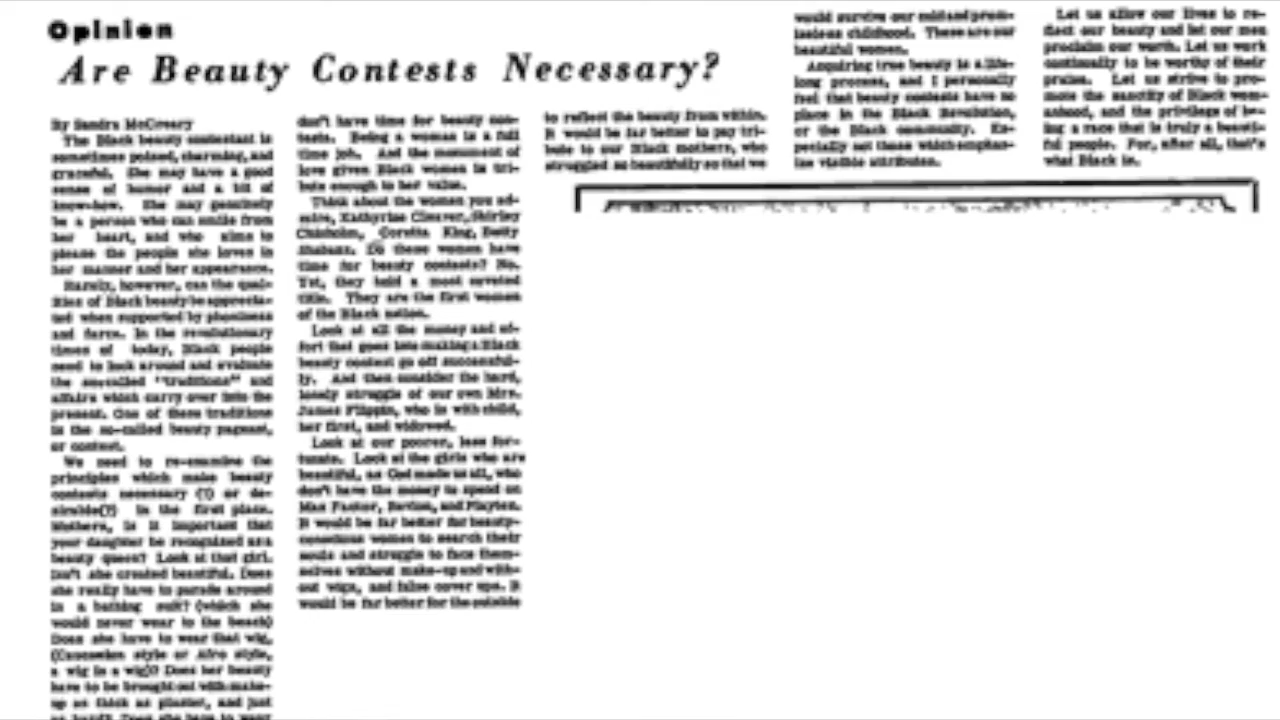 Opinion
Are Beauty Contests Necessary?
By Sandra McCreary
The Black beauty contestant is
sometimes poised, charming, and
graceful. She may have a good
sense of humor and a bit of
know-how. She may genuinely
be a person who can smile from
her heart, and who aims to
please the people she loves in
her manner and her appearance.
Rarely, however, can the qual-
ities of Black beauty be apprecia-
ted when supported by phoniness
and farce. In the revolutionary
times of today, Black people
need to look around and evaluate
the socalled "traditions" and
affairs which carry over into the
present. One of these traditions
is the so-called beauty pageant,
or contest.
We need to re-examine the
principles which make beauty
contests necessary (?) or de-
sirable(?) in the first place.
Mothers, is it important that
your daughter be recognized as a
beauty queen? Look at that girl.
Isn't she created beautiful. Does
she really have to parade around
in a bathing suit? (which she
would never wear to the beach)
Does she have to wear that wig,
(Caucasian style or Afro style,
a wig is a wig)? Does her beauty
have to be brought out with make-
up as thick as plaster, and just
as hard? Does she have to wear
don't have time for beauty con-
tests. Being a woman is a full
time job. And the monument of
love given Black women is tri-
bute enough to her value.
Think about the women you ad-
mire, Kathyrine Cleaver, Shirley
Chisholm, Coretta King, Betty
Shabazz. Do these women have
time for beauty contests? No.
Yet, they hold a most coveted
title. They are the first women
of the Black nation.
Look at all the money and ef-
fort that goes into making a Black
beauty contest go off successful-
ly. And then consider the hard,
lonely struggle of our own Mrs.
James Flippin, who is with child,
her first, and widowed.
Look at our poorer, less for-
tunate. Look at the girls who are
beautiful, as God made us all, who
don't have the money to spend on
Max Factor, Revlon, and Playtex.
It would be far better for beauty-
conscious women to search their
souls and struggle to face them-
selves without make-up and with-
out wigs, and false cover ups. It
would be far better for the outside
to reflect the beauty from within.
It would be far better to pay tri-
bute to our Black mothers, who
struggled so beautifully so that we
would survive our cold and prom-
iseless childhood. These are our
beautiful women.
Acquiring true beauty is a life-
long process, and I personally
feel that beauty contests have no
place in the Black Revolution,
or the Black community. Es-
pecially not those which emphas-
ize visible attributes.
Let us allow our lives to re-
flect our beauty and let our men
proclaim our worth. Let us work
continually to be worthy of their
praise. Let us strive to pro-
mote the sanctity of Black wom-
anhood, and the privilege of be-
ing a race that is truly a beauti-
ful people. For, after all, that's
what Black is.